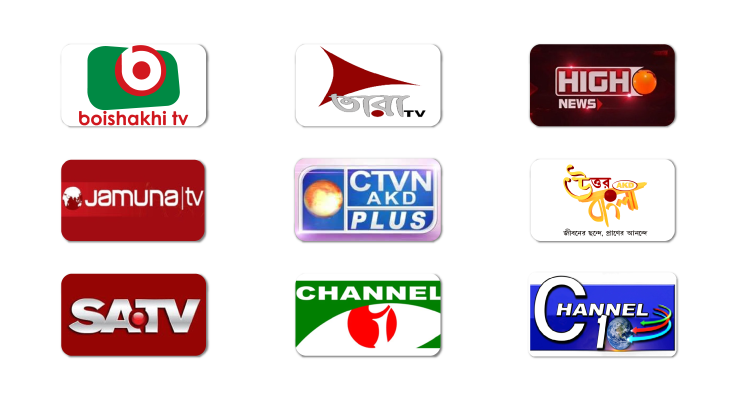 boishakhi tv
তারা TV
HIGH
NEWS
Jamuna|tv
CTVN
AKD
PLUS
উত্তর
AKD
বাংলা
জীবনের ছন্দে, প্রাণের আনন্দে
SATV
CHANNEL
i
CHANNEL
10